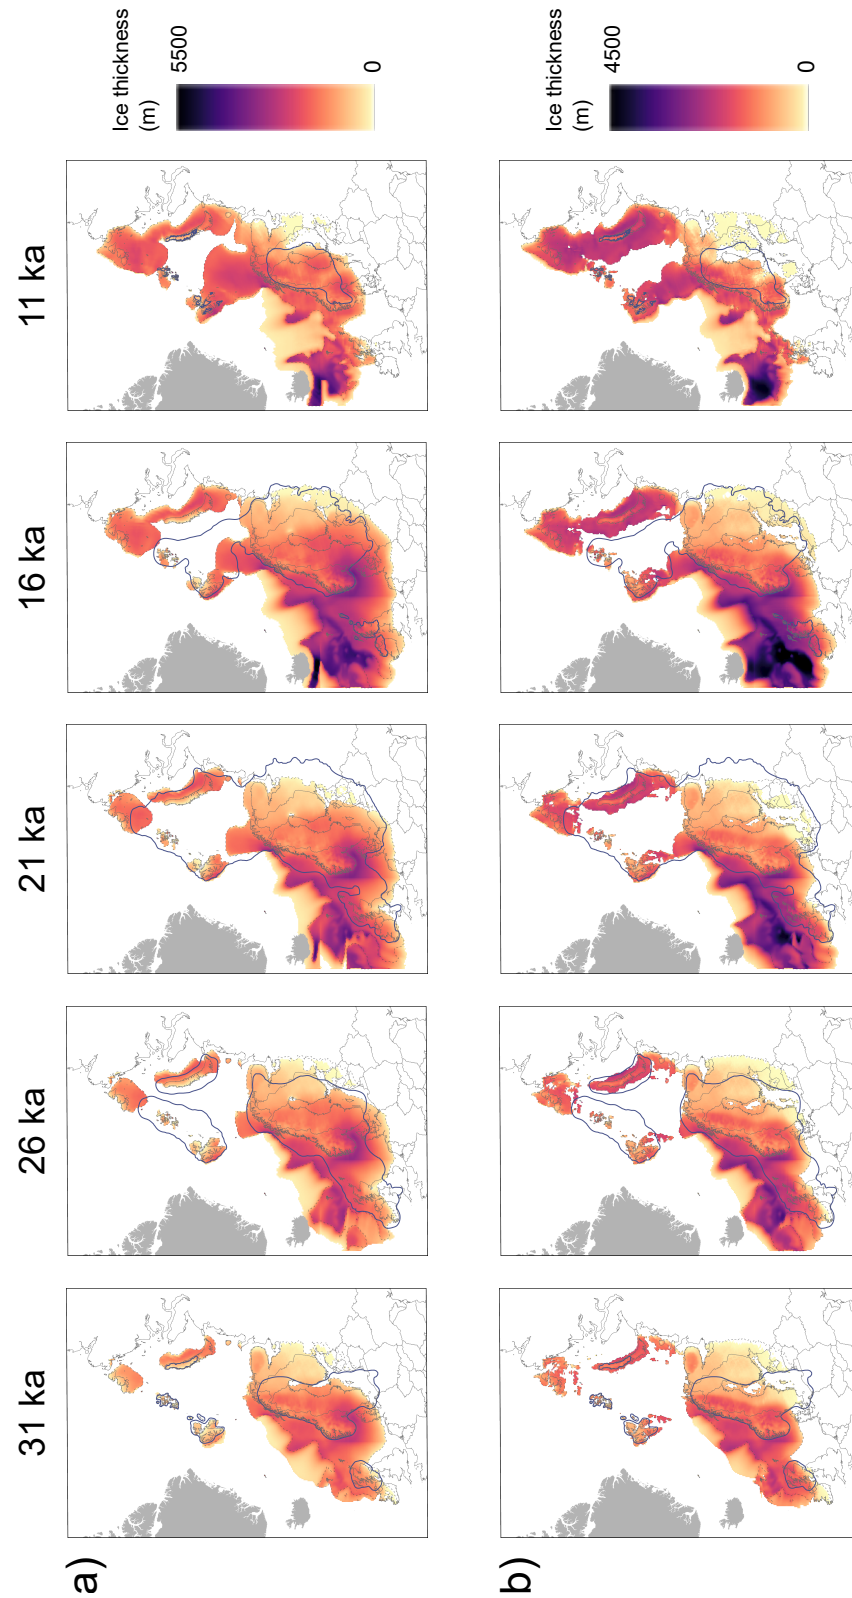 31 ka
26 ka
21 ka
16 ka
11 ka
a)
Ice thickness
(m)
5500
0
b)
Ice thickness
(m)
4500
0